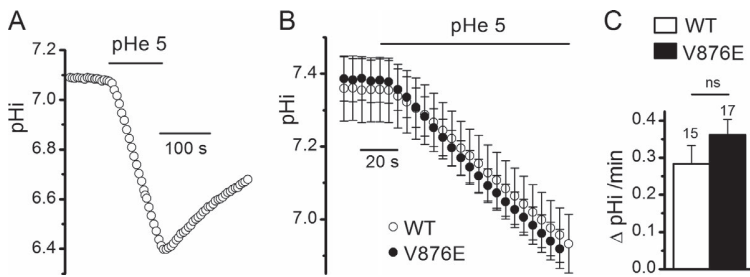 A
pHe 5
7.2
7.0
6.8
6.6
6.4
pHi
100 s
B
pHe 5
7.4
7.2
7.0
pHi
20 s
WT
V876E
C
WT
V876E
ns
15
17
0.4
0.3
0.2
0.1
0.0
Δ pHi /min